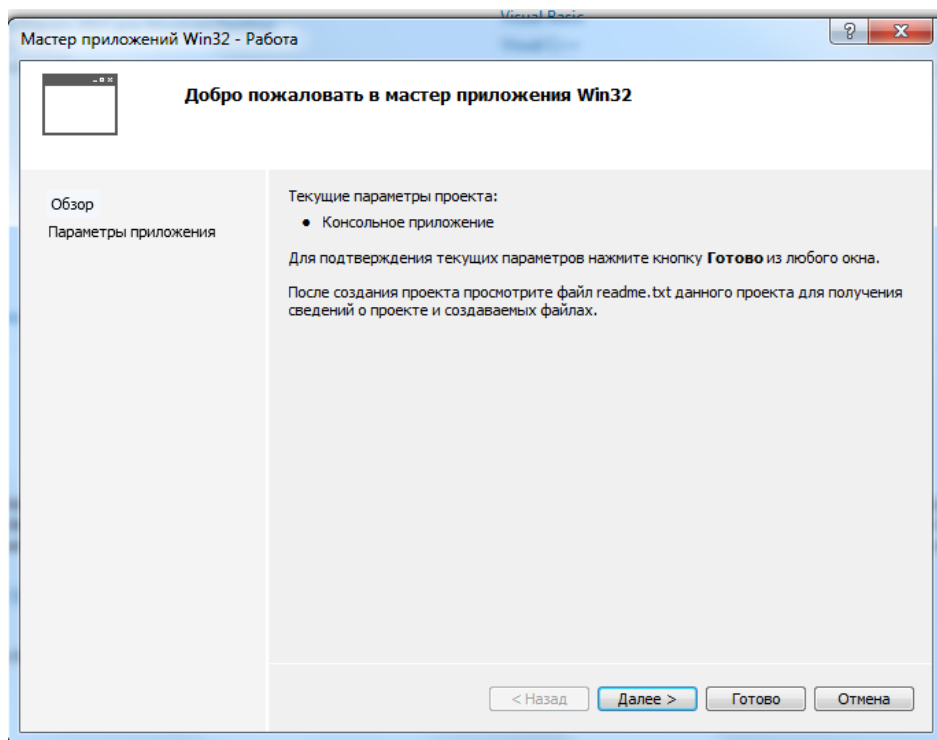 Visual Basic
Мастер приложений Win32 - Работа
Добро пожаловать в мастер приложения Win32
Обзор
Параметры приложения
Текущие параметры проекта:
• Консольное приложение
Для подтверждения текущих параметров нажмите кнопку Готово из любого окна.
После создания проекта просмотрите файл readme.txt данного проекта для получения
сведений о проекте и создаваемых файлах.
< Назад Далее > Готово Отмена